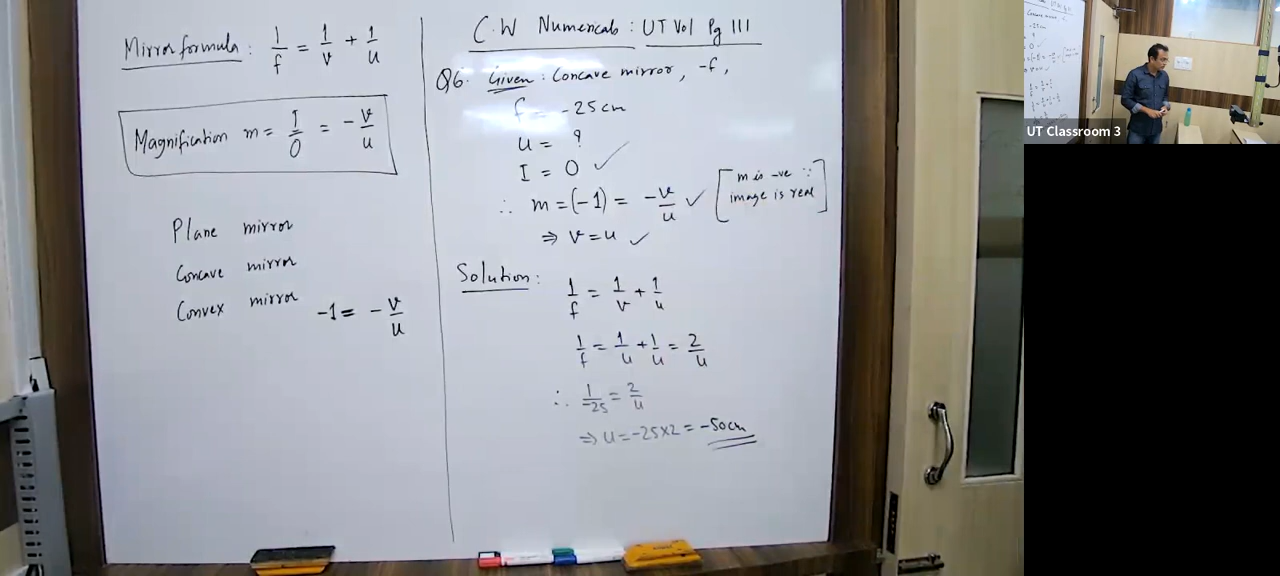 Mirror formula : 1/f = 1/v + 1/u
Magnification m = I/O = -v/u
Plane mirror
Concave mirror
Convex mirror
-1 = -v/u
C.W Numericals : UT Vol Pg 111
Q6. Given : Concave mirror, -f,
f = -25 cm
u = ?
I = O ✓
∴ m = (-1) = -v/u ✓ [m is -ve ∵
image is real]
⇒ v = u ✓
Solution :
1/f = 1/v + 1/u
1/f = 1/u + 1/u = 2/u
∴ 1/-25 = 2/u
⇒ u = -25×2 = -50cm
UT Classroom 3